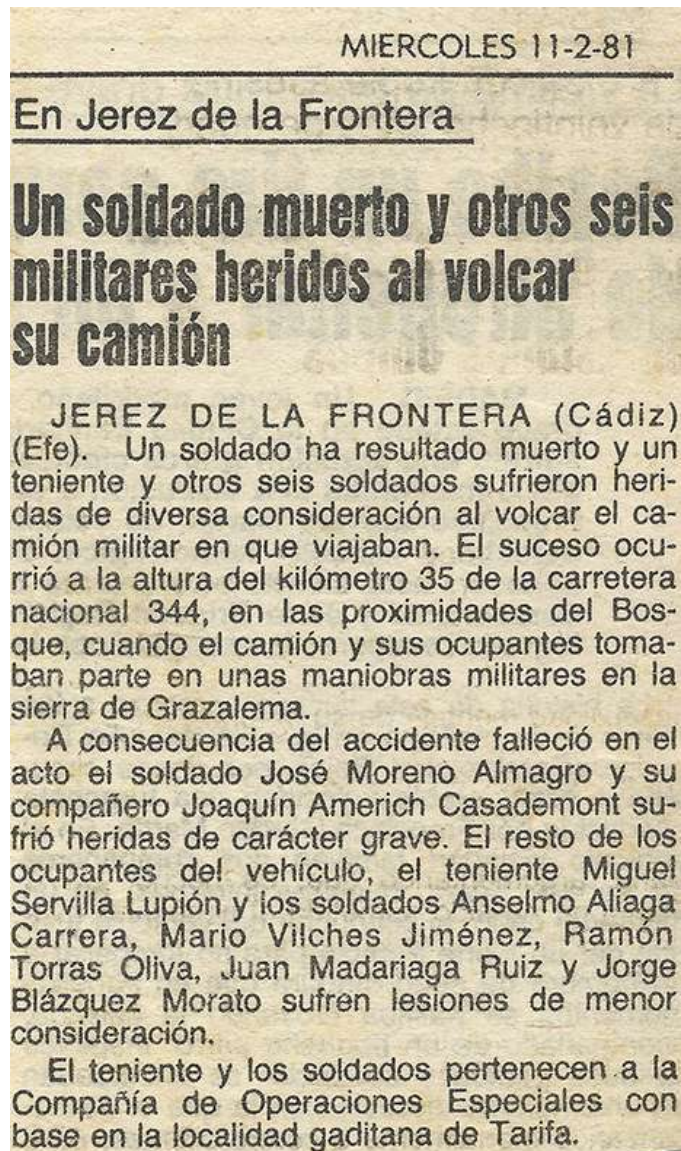 MIERCOLES 11-2-81
En Jerez de la Frontera
Un soldado muerto y otros seis
militares heridos al volcar
su camión
JEREZ DE LA FRONTERA (Cádiz)
(Efe). Un soldado ha resultado muerto y un
teniente y otros seis soldados sufrieron heri-
das de diversa consideración al volcar el ca-
mión militar en que viajaban. El suceso ocu-
rrió a la altura del kilómetro 35 de la carretera
nacional 344, en las proximidades del Bos-
que, cuando el camión y sus ocupantes toma-
ban parte en unas maniobras militares en la
sierra de Grazalema.
A consecuencia del accidente falleció en el
acto el soldado José Moreno Almagro y su
compañero Joaquín Americh Casademont su-
frió heridas de carácter grave. El resto de los
ocupantes del vehículo, el teniente Miguel
Servilla Lupión y los soldados Anselmo Aliaga
Carrera, Mario Vilches Jiménez, Ramón
Torras Oliva, Juan Madariaga Ruiz y Jorge
Blázquez Morato sufren lesiones de menor
consideración.
El teniente y los soldados pertenecen a la
Compañía de Operaciones Especiales con
base en la localidad gaditana de Tarifa.